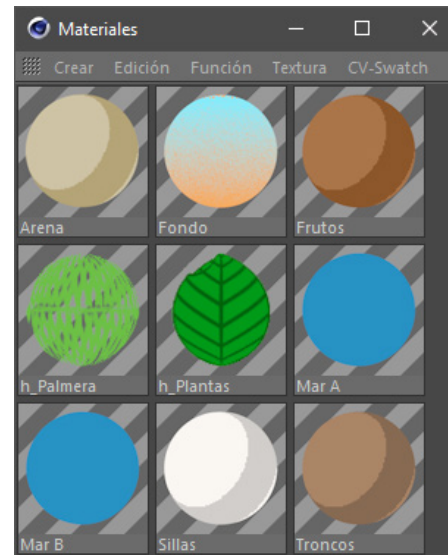 Materiales
Crear Edición Función Textura CV-Swatch
Arena Fondo Frutos
h_Palmera h_Plantas Mar A
Mar B Sillas Troncos